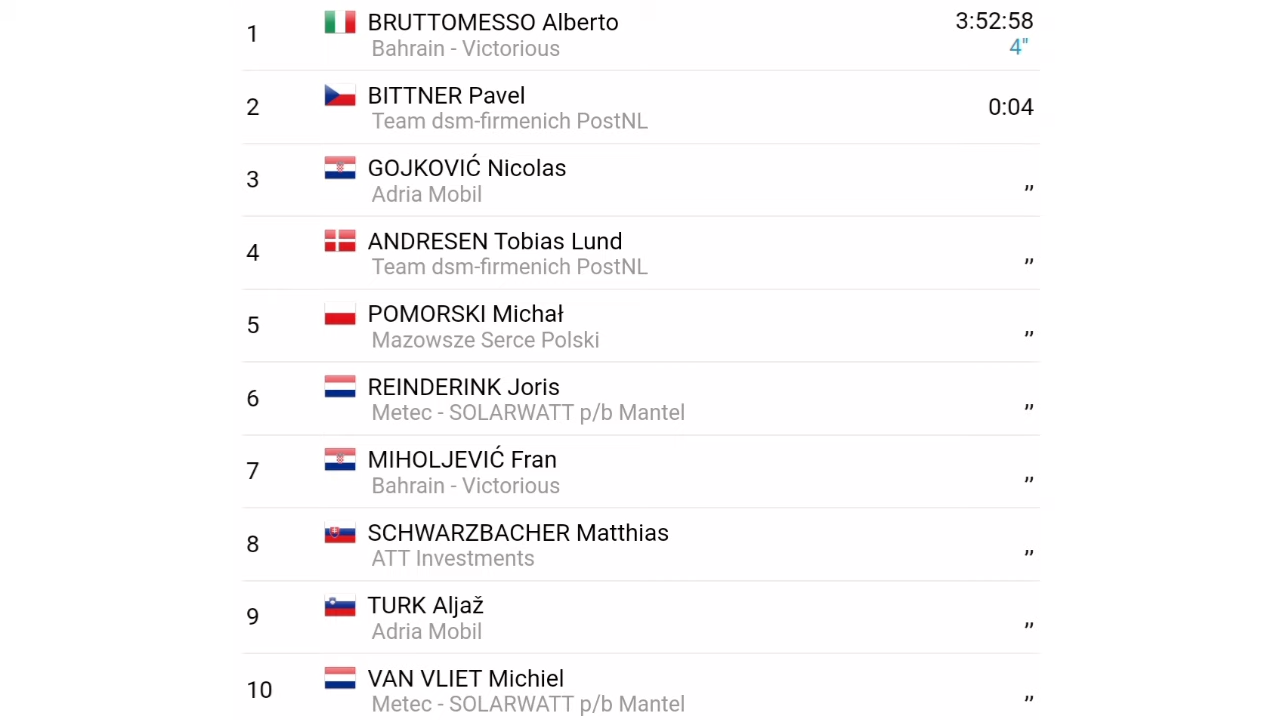 1 BRUTTOMESSO Alberto 3:52:58
Bahrain - Victorious 4"
2 BITTNER Pavel 0:04
Team dsm-firmenich PostNL
3 GOJKOVIĆ Nicolas ,,
Adria Mobil
4 ANDRESEN Tobias Lund ,,
Team dsm-firmenich PostNL
5 POMORSKI Michał ,,
Mazowsze Serce Polski
6 REINDERINK Joris ,,
Metec - SOLARWATT p/b Mantel
7 MIHOLJEVIĆ Fran ,,
Bahrain - Victorious
8 SCHWARZBACHER Matthias ,,
ATT Investments
9 TURK Aljaž ,,
Adria Mobil
10 VAN VLIET Michiel ,,
Metec - SOLARWATT p/b Mantel